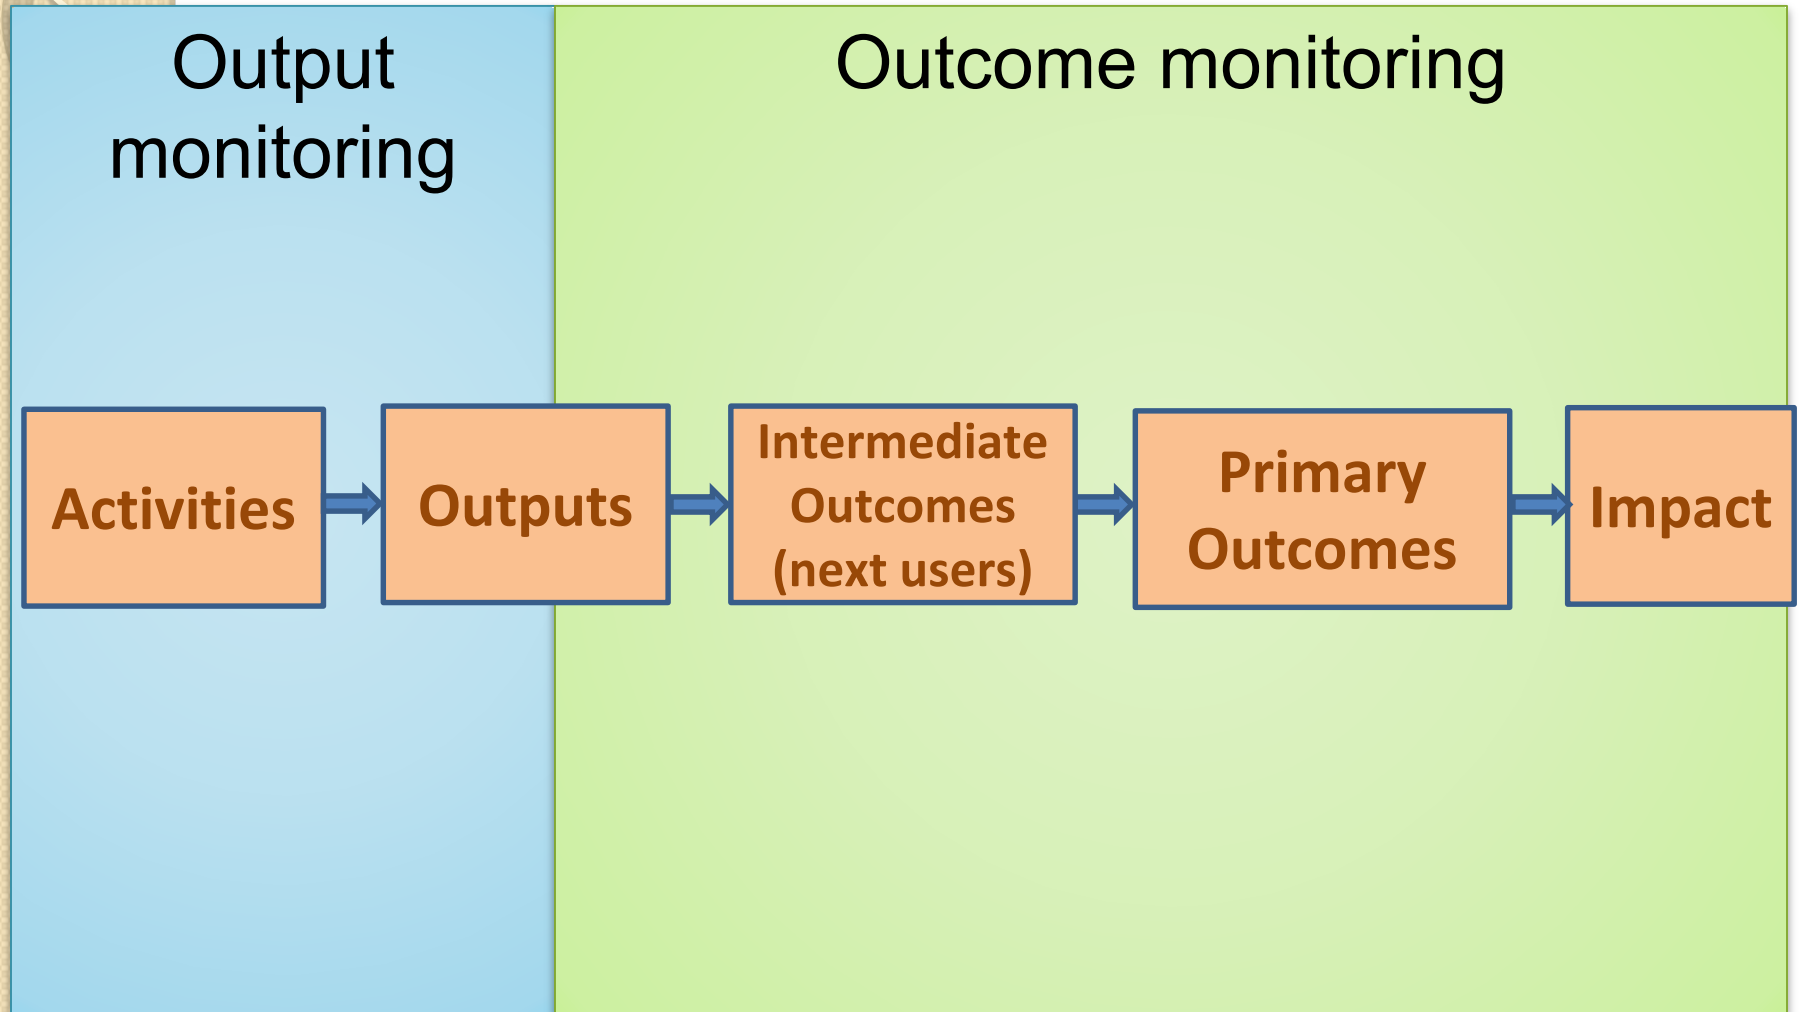 Output
monitoring
Outcome monitoring
Activities
Outputs
Intermediate
Outcomes
(next users)
Primary
Outcomes
Impact